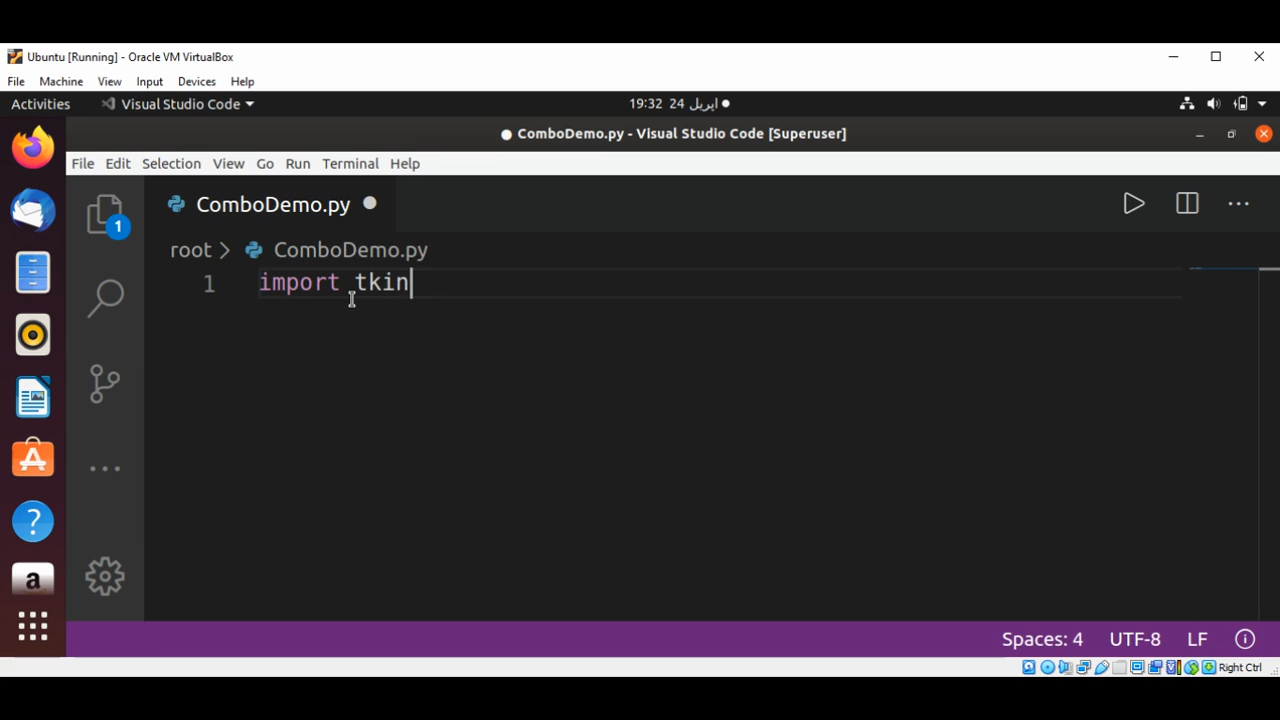 Ubuntu [Running] - Oracle VM VirtualBox
File Machine View Input Devices Help
Activities Visual Studio Code 19:32 24 اپریل
● ComboDemo.py - Visual Studio Code [Superuser]
File Edit Selection View Go Run Terminal Help
ComboDemo.py
1
root > ComboDemo.py
1 import tkin
Spaces: 4 UTF-8 LF
Right Ctrl